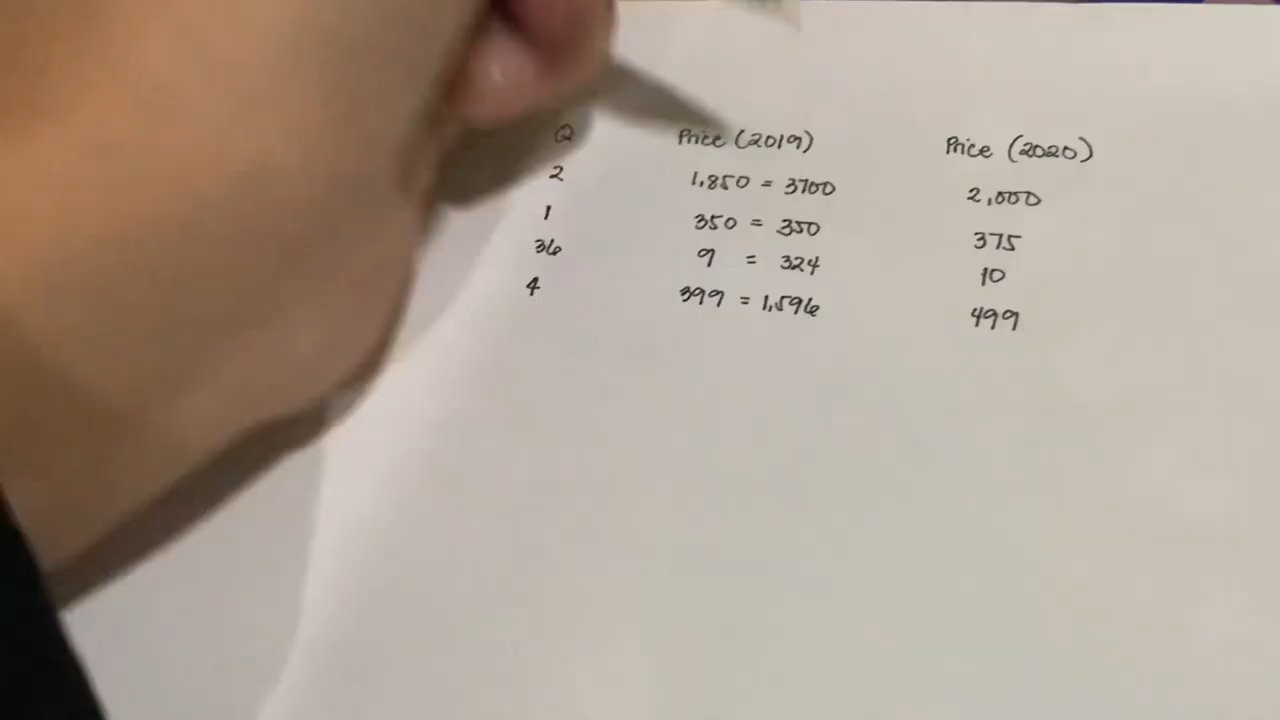 Q Price (2019) Price (2020)
2 1,850 = 3700 2,000
1 350 = 350 375
36 9 = 324 10
4 399 = 1,596 499